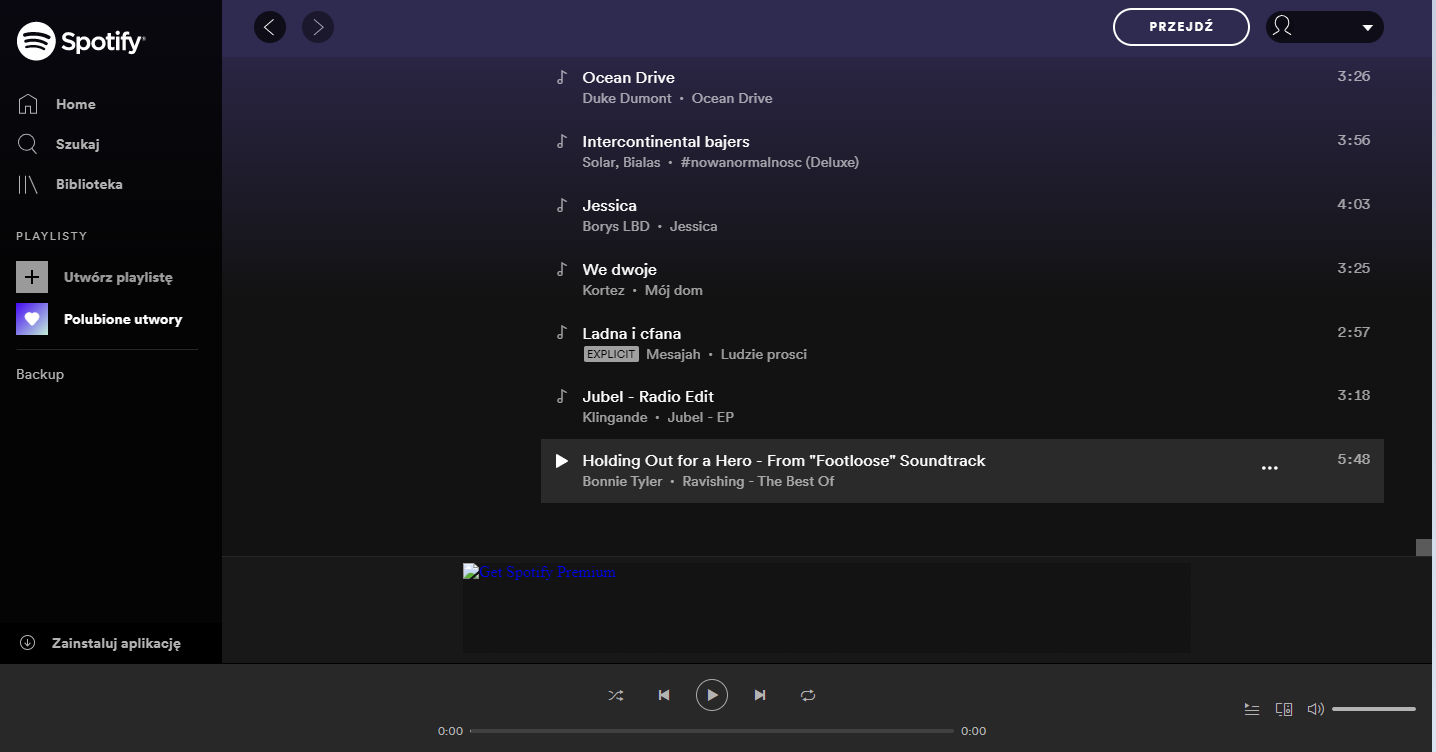 Spotify
PRZEJDŹ
Home
Szukaj
Biblioteka
PLAYLISTY
Utwórz playlistę
Polubione utwory
Backup
Zainstaluj aplikację
Ocean Drive
3:26
Duke Dumont • Ocean Drive
Intercontinental bajers
3:56
Solar, Bialas • #nowanormalnosc (Deluxe)
Jessica
4:03
Borys LBD • Jessica
We dwoje
3:25
Kortez • Mój dom
Ladna i cfana
2:57
EXPLICIT Mesajah • Ludzie prosci
Jubel - Radio Edit
3:18
Klingande • Jubel - EP
Holding Out for a Hero - From "Footloose" Soundtrack
5:48
Bonnie Tyler • Ravishing - The Best Of
Get Spotify Premium
0:00
0:00